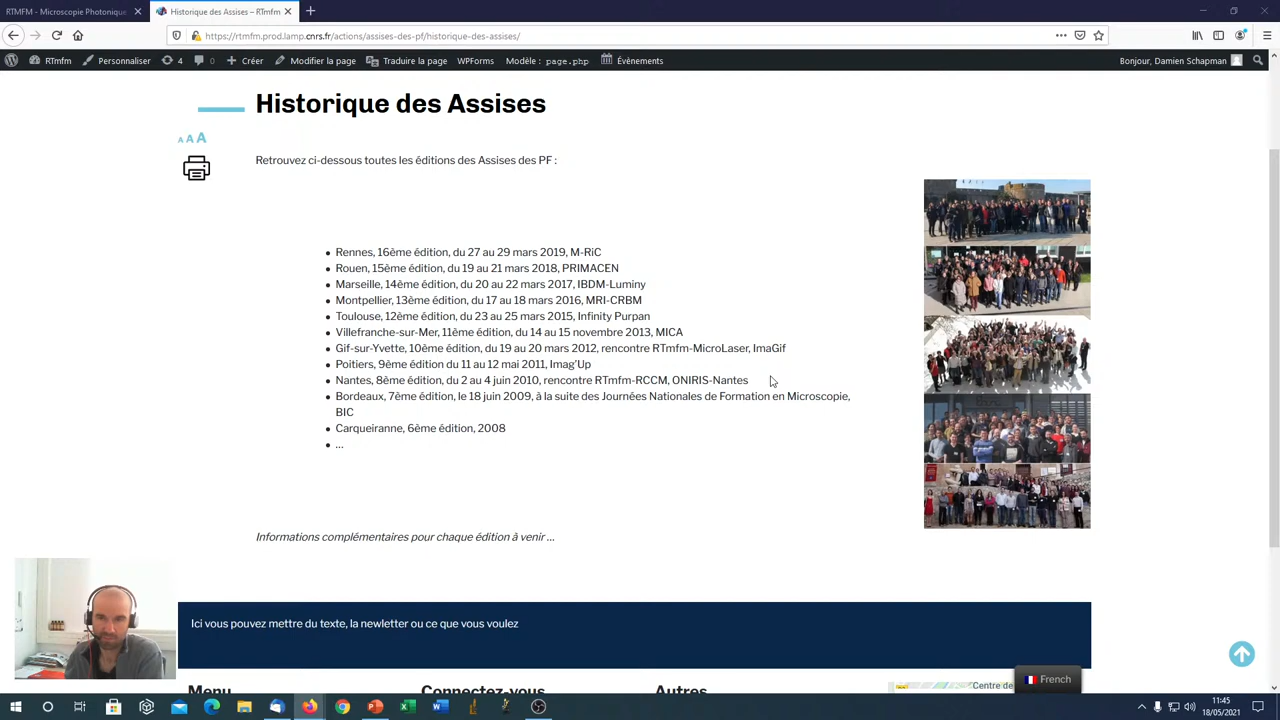 RTMFM - Microscopie Photonique
Historique des Assises – RTmfm
https://rtmfm.prod.lamp.cnrs.fr/actions/assises-des-pf/historique-des-assises/
RTmfm
Personnaliser
4
0
Créer
Modifier la page
Traduire la page
WPForms
Modèle : page.php
Évènements
Bonjour, Damien Schapman
Historique des Assises
A A A
Retrouvez ci-dessous toutes les éditions des Assises des PF :
Rennes, 16ème édition, du 27 au 29 mars 2019, M-RiC
Rouen, 15ème édition, du 19 au 21 mars 2018, PRIMACEN
Marseille, 14ème édition, du 20 au 22 mars 2017, IBDM-Luminy
Montpellier, 13ème édition, du 17 au 18 mars 2016, MRI-CRBM
Toulouse, 12ème édition, du 23 au 25 mars 2015, Infinity Purpan
Villefranche-sur-Mer, 11ème édition, du 14 au 15 novembre 2013, MICA
Gif-sur-Yvette, 10ème édition, du 19 au 20 mars 2012, rencontre RTmfm-MicroLaser, ImaGif
Poitiers, 9ème édition du 11 au 12 mai 2011, Imag'Up
Nantes, 8ème édition, du 2 au 4 juin 2010, rencontre RTmfm-RCCM, ONIRIS-Nantes
Bordeaux, 7ème édition, le 18 juin 2009, à la suite des Journées Nationales de Formation en Microscopie,
BIC
Carqueiranne, 6ème édition, 2008
...
Informations complémentaires pour chaque édition à venir ...
Ici vous pouvez mettre du texte, la newletter ou ce que vous voulez
Menu
Connectez-vous
Autres
Centre de
French
11:45
18/05/2021